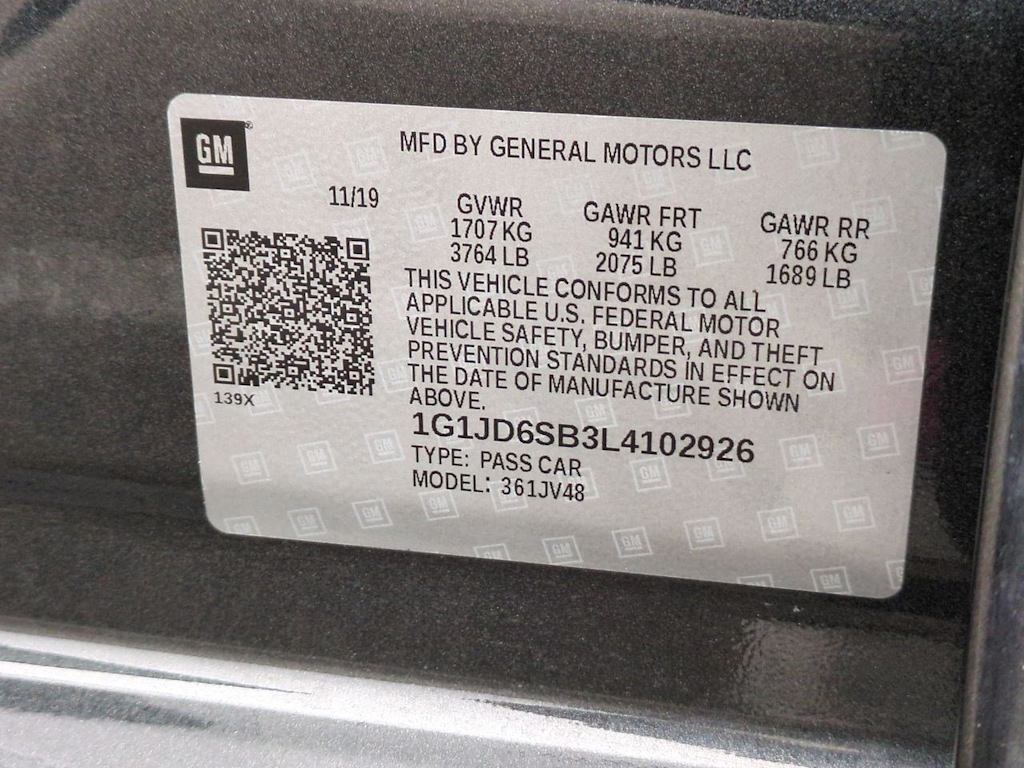 GM
MFD BY GENERAL MOTORS LLC
11/19
GVWR GAWR FRT GAWR RR
1707 KG 941 KG 766 KG
3764 LB 2075 LB 1689 LB
THIS VEHICLE CONFORMS TO ALL
APPLICABLE U.S. FEDERAL MOTOR
VEHICLE SAFETY, BUMPER, AND THEFT
PREVENTION STANDARDS IN EFFECT ON
THE DATE OF MANUFACTURE SHOWN
ABOVE.
139X
1G1JD6SB3L4102926
TYPE: PASS CAR
MODEL: 361JV48